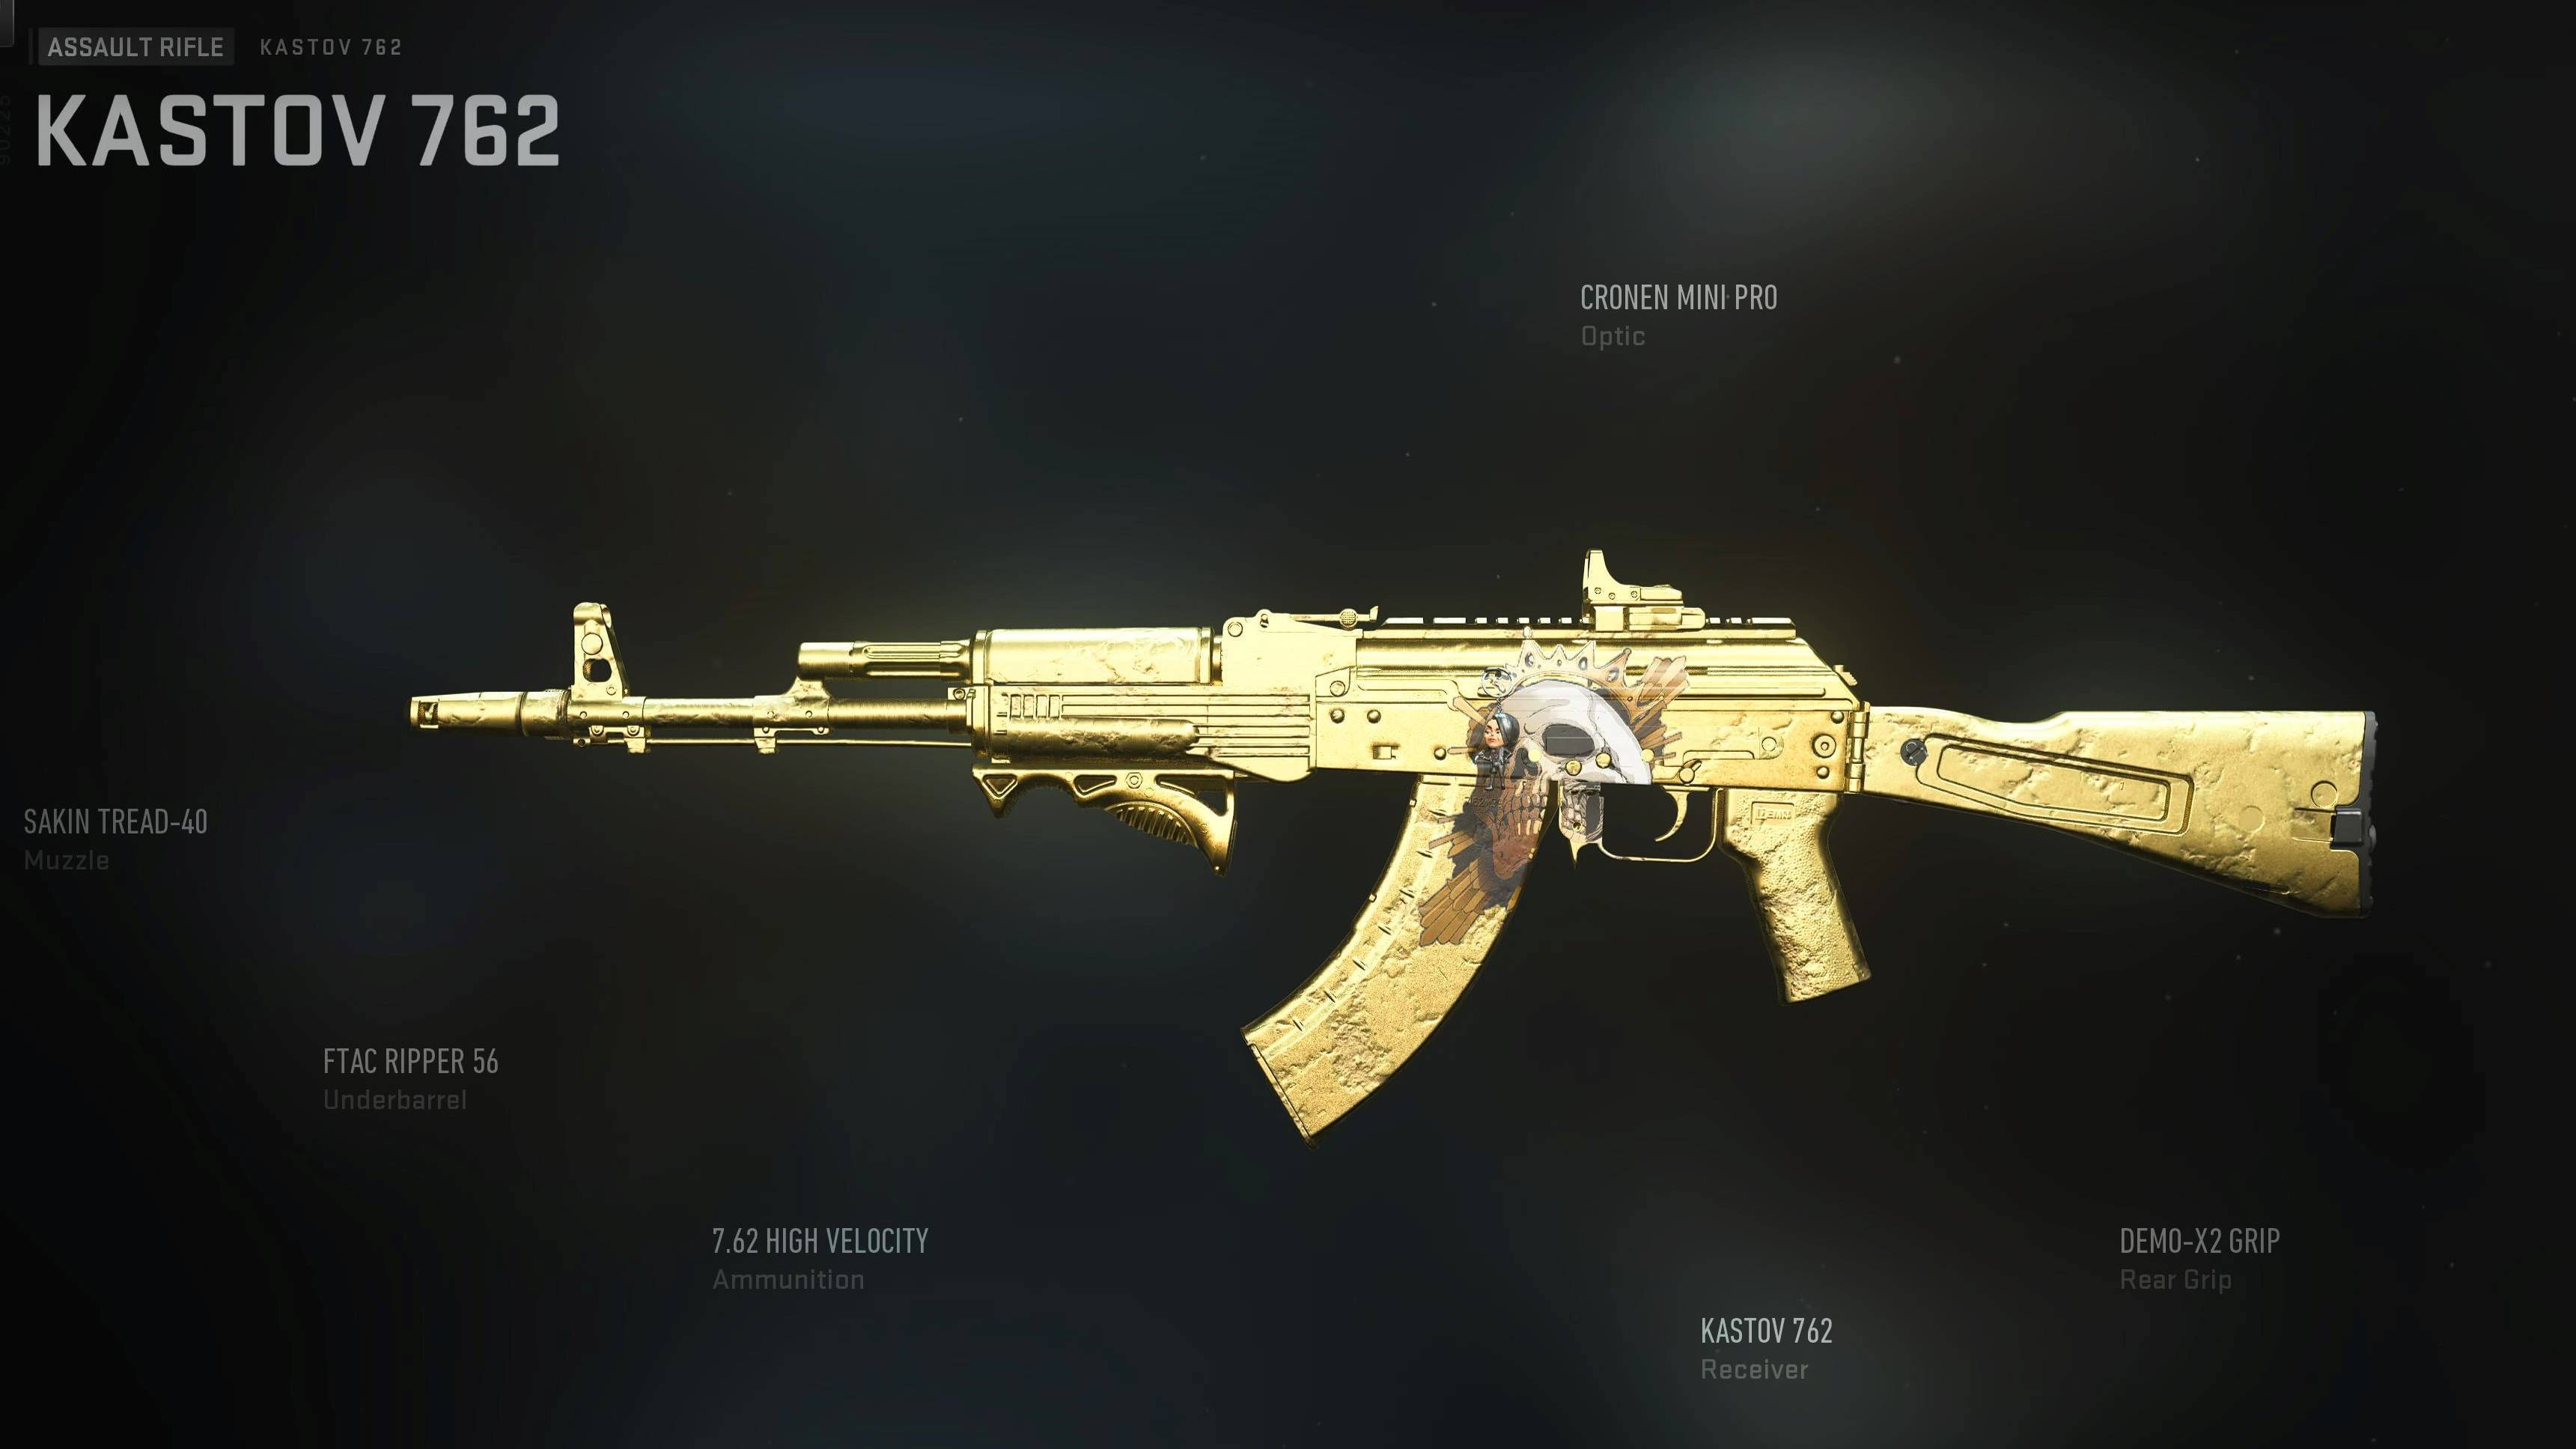 ASSAULT RIFLE KASTOV 762
KASTOV 762
CRONEN MINI PRO
Optic
SAKIN TREAD-40
Muzzle
FTAC RIPPER 56
Underbarrel
7.62 HIGH VELOCITY
Ammunition
DEMO-X2 GRIP
Rear Grip
KASTOV 762
Receiver